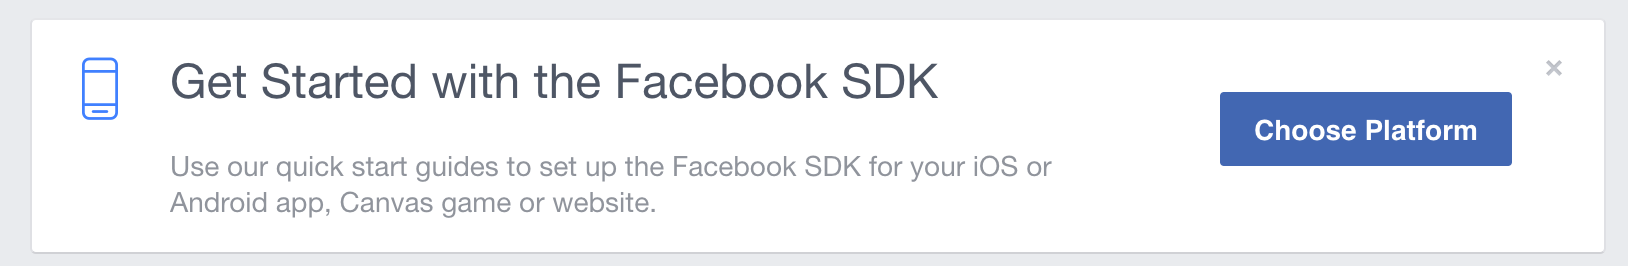 Get Started with the Facebook SDK
Use our quick start guides to set up the Facebook SDK for your iOS or
Android app, Canvas game or website.
Choose Platform